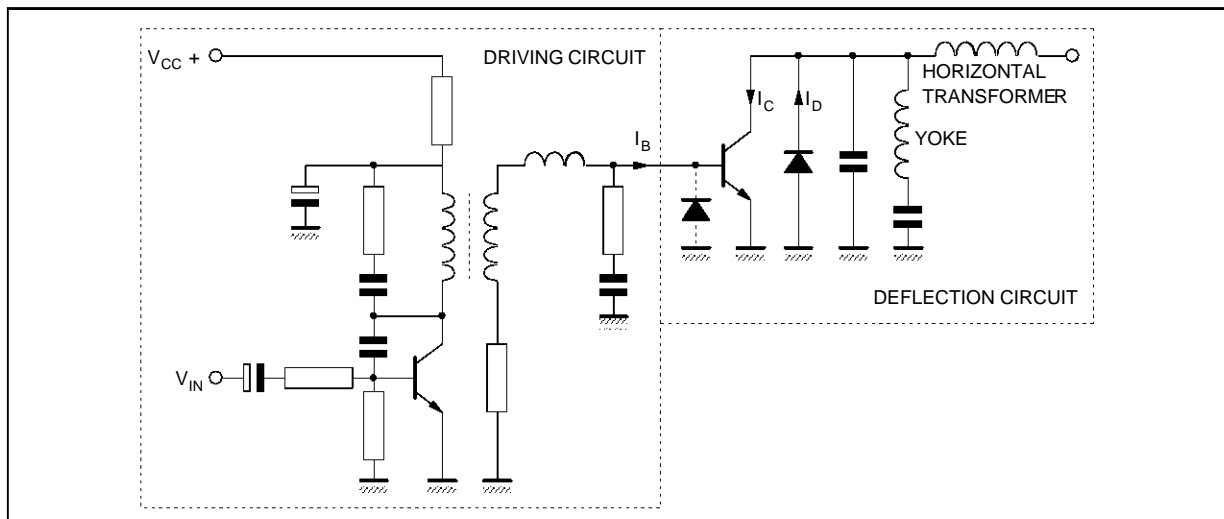 V_CC +
DRIVING CIRCUIT
HORIZONTAL
TRANSFORMER
I_C
I_D
YOKE
I_B
DEFLECTION CIRCUIT
V_IN